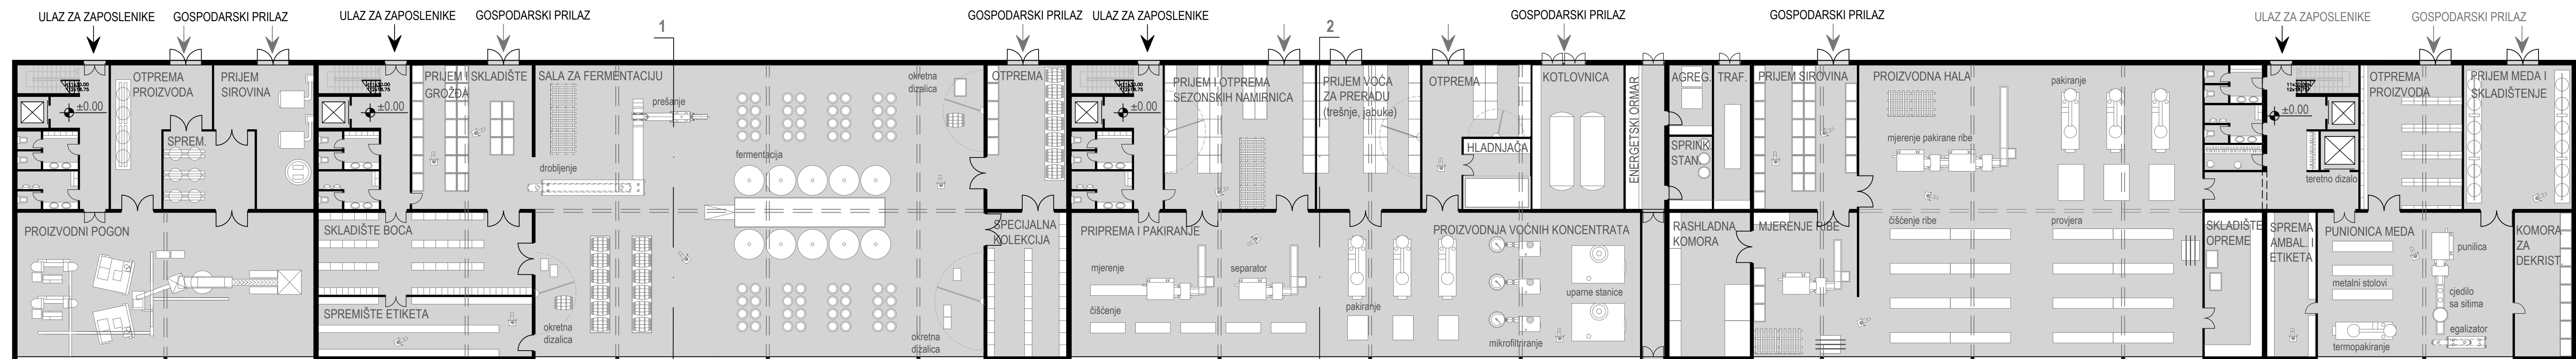 ULAZ ZA ZAPOSLENIKE
GOSPODARSKI PRILAZ
ULAZ ZA ZAPOSLENIKE
GOSPODARSKI PRILAZ
1
GOSPODARSKI PRILAZ
ULAZ ZA ZAPOSLENIKE
2
GOSPODARSKI PRILAZ
GOSPODARSKI PRILAZ
ULAZ ZA ZAPOSLENIKE
GOSPODARSKI PRILAZ
±0.00
OTPREMA
PROIZVODA
PRIJEM
SIROVINA
SPREM.
PROIZVODNI POGON
±0.00
PRIJEM I
GROŽĐA
SKLADIŠTE
SKLADIŠTE BOCA
SPREMIŠTE ETIKETA
SALA ZA FERMENTACIJU
prešanje
drobljenje
fermentacija
okretna
dizalica
okretna
dizalica
okretna
dizalica
OTPREMA
SPECIJALNA
KOLEKCIJA
±0.00
PRIJEM I OTPREMA
SEZONSKIH NAMIRNICA
PRIJEM VOĆA
ZA PRERADU
(trešnje, jabuke)
OTPREMA
HLADNJAČA
KOTLOVNICA
ENERGETSKI ORMAR
PRIPREMA I PAKIRANJE
mjerenje
separator
čišćenje
pakiranje
PROIZVODNJA VOĆNIH KONCENTRATA
uparne stanice
mikrofiltriranje
AGREG.
TRAF.
SPRINK.
STAN.
RASHLADNA
KOMORA
PRIJEM SIROVINA
MJERENJE RIBE
PROIZVODNA HALA
pakiranje
mjerenje pakirane ribe
čišćenje ribe
provjera
SKLADIŠTE
OPREME
±0.00
teretno dizalo
OTPREMA
PROIZVODA
PRIJEM MEDA I
SKLADIŠTENJE
SPREMA
AMBAL. I
ETIKETA
PUNIONICA MEDA
punilica
metalni stolovi
cjedilo
sa sitima
egalizator
termopakiranje
KOMORA
ZA
DEKRIST.